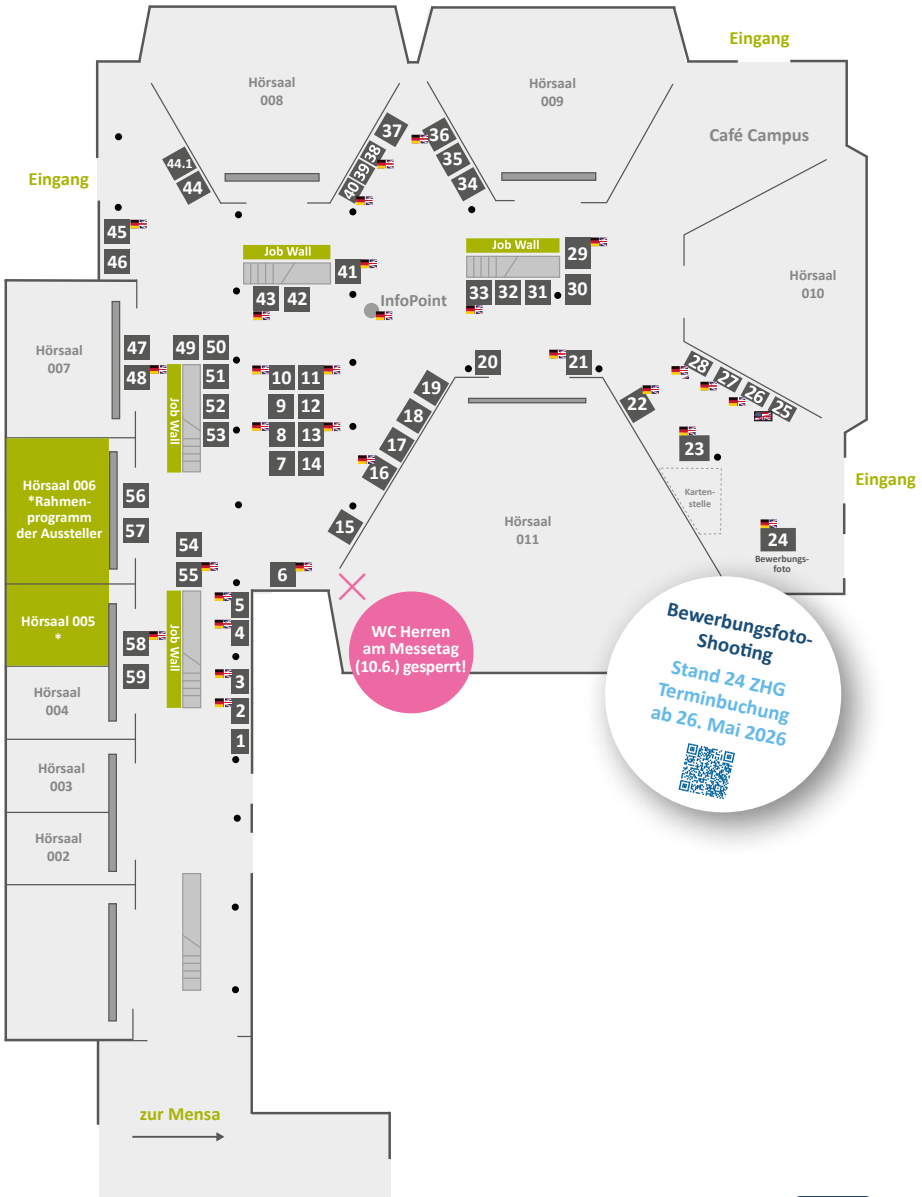 Eingang
Hörsaal
008
Hörsaal
009
Café Campus
37
38
39
40
36
35
34
44.1
44
Eingang
45
46
Job Wall
41
43
42
Job Wall
29
30
33
32
31
InfoPoint
Hörsaal
010
Hörsaal
007
47
48
49
50
51
52
53
Job Wall
10
11
9
12
8
13
7
14
20
21
19
18
17
16
15
22
28
27
26
25
23
Karten-
stelle
Eingang
24
Bewerbungs-
foto
Hörsaal
011
Hörsaal 006
*Rahmen-
programm
der Aussteller
56
57
54
55
6
5
4
3
2
1
Hörsaal 005
*
58
59
Job Wall
Hörsaal
004
Hörsaal
003
Hörsaal
002
WC Herren
am Messetag
(10.6.) gesperrt!
Bewerbungsfoto-
Shooting
Stand 24 ZHG
Terminbuchung
ab 26. Mai 2026
zur Mensa